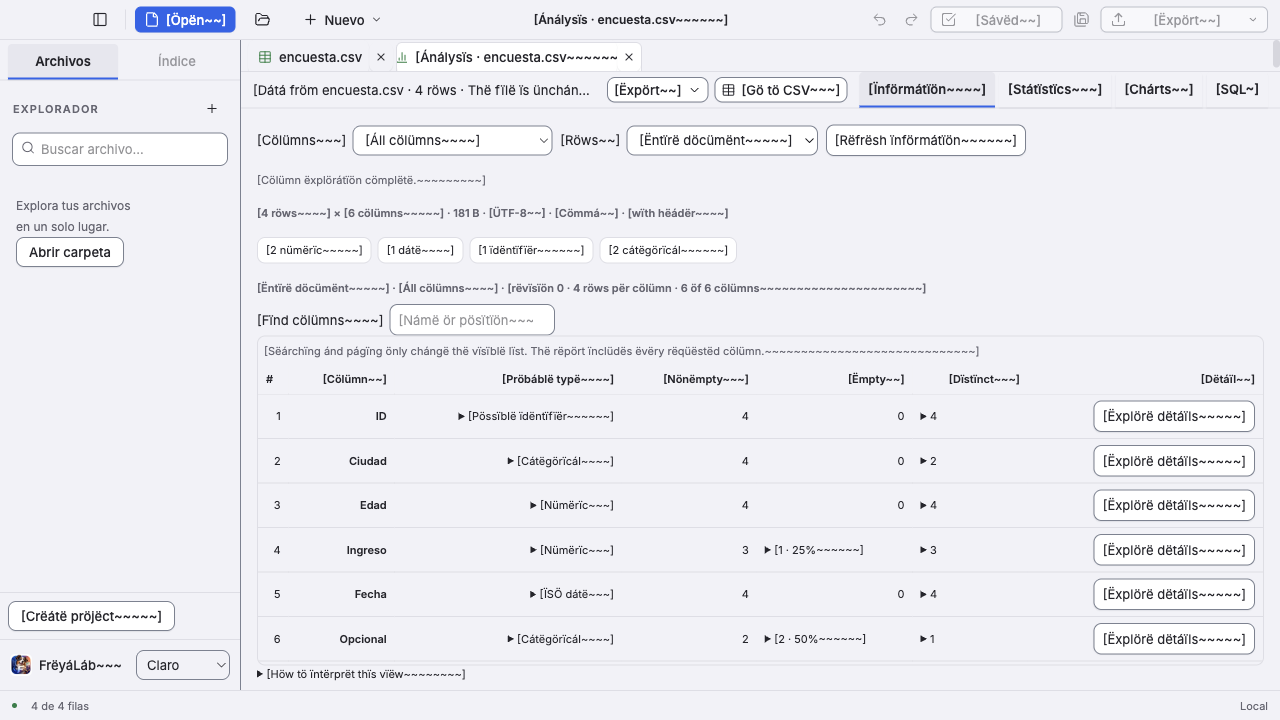 [Öpën~~]
Nuevo
[Ánálysïs · encuesta.csv~~~~~~]
[Sávëd~~]
[Ëxpört~~]
Archivos
Índice
encuesta.csv
[Ánálysïs · encuesta.csv~~~~~~
[Dátá fröm encuesta.csv · 4 röws · Thë fïlë ïs ünchán...
[Ëxpört~~]
[Gö tö CSV~~~]
[Ïnförmátïön~~~~]
[Státïstïcs~~~]
[Chárts~~]
[SQL~]
EXPLORADOR
Buscar archivo...
Explora tus archivos
en un solo lugar.
Abrir carpeta
[Cölümns~~~]
[Áll cölümns~~~~]
[Röws~~]
[Ëntïrë döcümënt~~~~~]
[Rëfrësh ïnförmátïön~~~~~~]
[Cölümn ëxplörátïön cömplëtë.~~~~~~~~~]
[4 röws~~~~] × [6 cölümns~~~~~] · 181 B · [ÜTF-8~~] · [Cömmá~~] · [wïth hëádër~~~~]
[2 nümërïc~~~~~]
[1 dátë~~~~]
[1 ïdëntïfïër~~~~~~]
[2 cátëgörïcál~~~~~~]
[Ëntïrë döcümënt~~~~~] · [Áll cölümns~~~~] · [rëvïsïön 0 · 4 röws për cölümn · 6 öf 6 cölümns~~~~~~~~~~~~~~~~~~~~~~]
[Fïnd cölümns~~~~]
[Námë ör pösïtïön~~~
[Sëárchïng ánd págïng önly chángë thë vïsïblë lïst. Thë rëpört ïnclüdës ëvëry rëqüëstëd cölümn.~~~~~~~~~~~~~~~~~~~~~~~~~~~~~]
# [Cölümn~~] [Pröbáblë typë~~~~] [Nönëmpty~~~] [Ëmpty~~] [Dïstïnct~~~] [Dëtáïl~~]
1 ID [Pössïblë ïdëntïfïër~~~~~~] 4 0 4 [Ëxplörë dëtáïls~~~~~]
2 Ciudad [Cátëgörïcál~~~~] 4 0 2 [Ëxplörë dëtáïls~~~~~]
3 Edad [Nümërïc~~~] 4 0 4 [Ëxplörë dëtáïls~~~~~]
4 Ingreso [Nümërïc~~~] 3 [1 · 25%~~~~~~] 3 [Ëxplörë dëtáïls~~~~~]
5 Fecha [ÏSÖ dátë~~~] 4 0 4 [Ëxplörë dëtáïls~~~~~]
6 Opcional [Cátëgörïcál~~~~] 2 [2 · 50%~~~~~~] 1 [Ëxplörë dëtáïls~~~~~]
[Höw tö ïntërprët thïs vïëw~~~~~~~~]
[Crëátë pröjëct~~~~~]
FrëyáLáb~~~
Claro
4 de 4 filas
Local